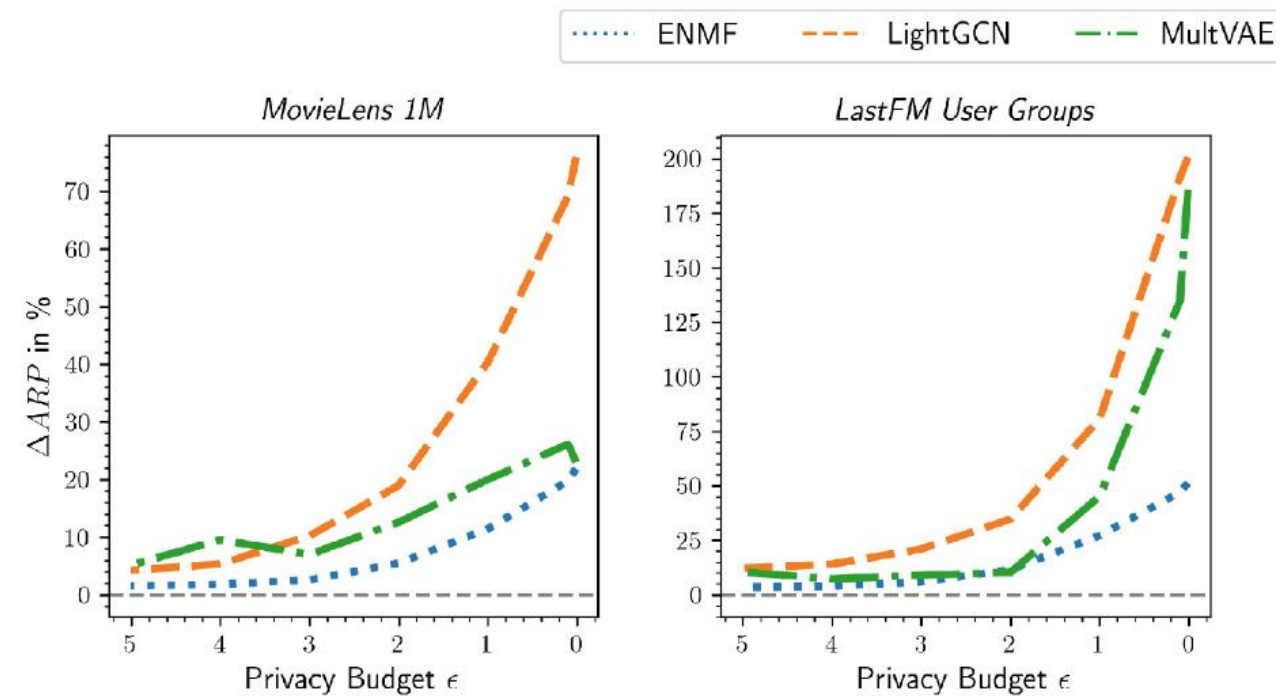 ENMF LightGCN MultVAE
MovieLens 1M
LastFM User Groups
ΔARP in %
70
60
50
40
30
20
10
0
5 4 3 2 1 0
Privacy Budget ϵ
200
175
150
125
100
75
50
25
0
5 4 3 2 1 0
Privacy Budget ϵ